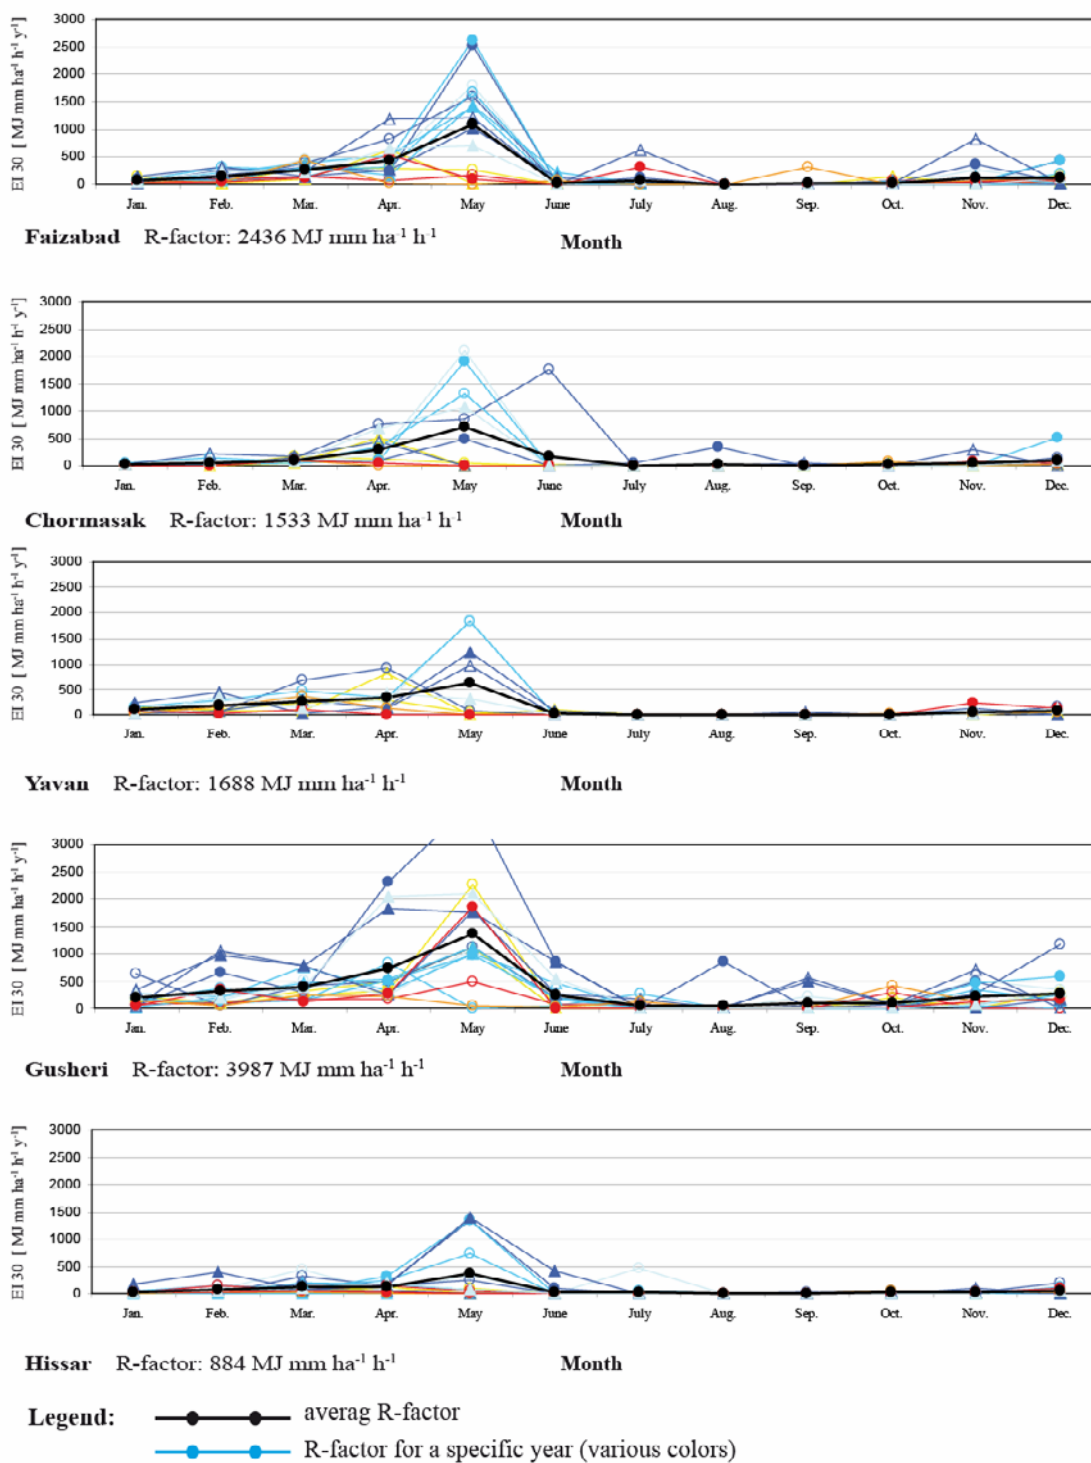 EI 30 [ MJ mm ha⁻¹ h⁻¹ y⁻¹]
3000
2500
2000
1500
1000
500
0
Jan. Feb. Mar. Apr. May June July Aug. Sep. Oct. Nov. Dec.
Faizabad R-factor: 2436 MJ mm ha⁻¹ h⁻¹ Month
EI 30 [ MJ mm ha⁻¹ h⁻¹ y⁻¹]
3000
2500
2000
1500
1000
500
0
Jan. Feb. Mar. Apr. May June July Aug. Sep. Oct. Nov. Dec.
Chormasak R-factor: 1533 MJ mm ha⁻¹ h⁻¹ Month
EI 30 [ MJ mm ha⁻¹ h⁻¹ y⁻¹]
3000
2500
2000
1500
1000
500
0
Jan. Feb. Mar. Apr. May June July Aug. Sep. Oct. Nov. Dec.
Yavan R-factor: 1688 MJ mm ha⁻¹ h⁻¹ Month
EI 30 [ MJ mm ha⁻¹ h⁻¹ y⁻¹]
3000
2500
2000
1500
1000
500
0
Jan. Feb. Mar. Apr. May June July Aug. Sep. Oct. Nov. Dec.
Gusheri R-factor: 3987 MJ mm ha⁻¹ h⁻¹ Month
EI 30 [ MJ mm ha⁻¹ h⁻¹ y⁻¹]
3000
2500
2000
1500
1000
500
0
Jan. Feb. Mar. Apr. May June July Aug. Sep. Oct. Nov. Dec.
Hissar R-factor: 884 MJ mm ha⁻¹ h⁻¹ Month
Legend: averag R-factor
R-factor for a specific year (various colors)